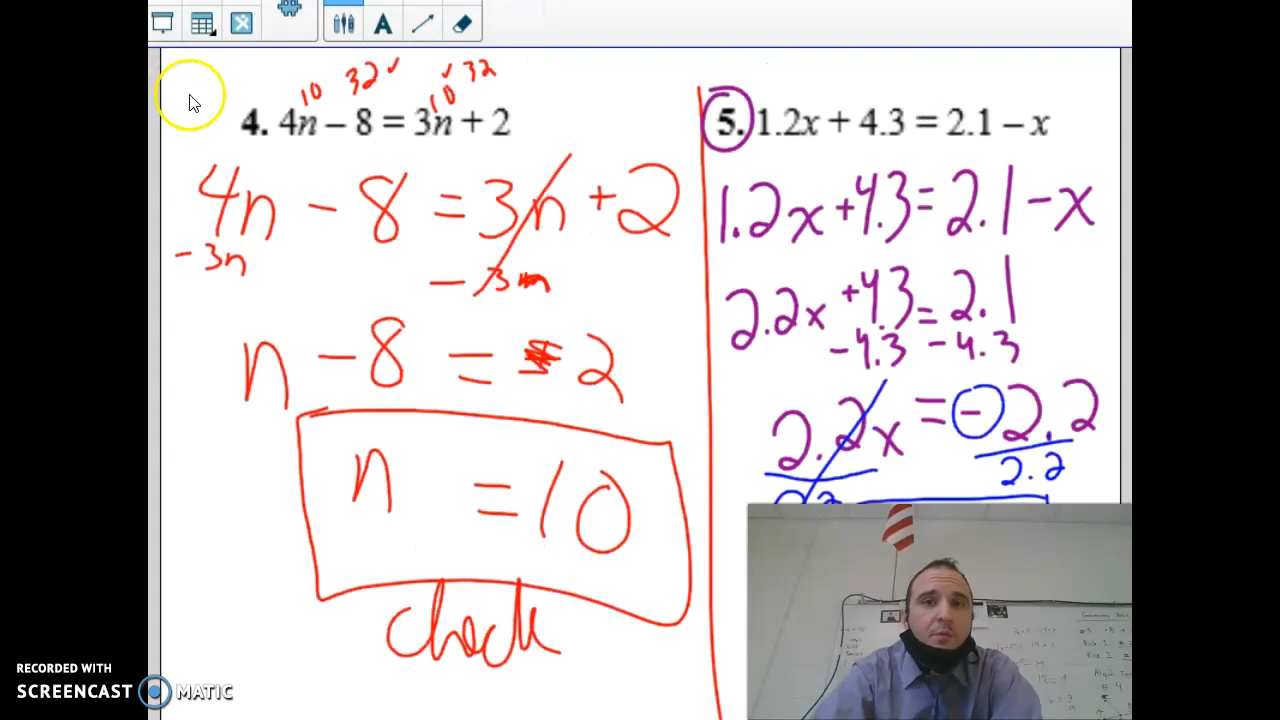 10 32 ✓ ✓ 32
10
4. 4n – 8 = 3n + 2
4n - 8 = 3n + 2
-3n
- 3n
n - 8 = 2
n = 10
check
5. 1.2x + 4.3 = 2.1 – x
1.2x + 4.3 = 2.1 - x
2.2x + 4.3 = 2.1
-4.3 -4.3
2.2x = -2.2
2.2
RECORDED WITH
SCREENCAST MATIC